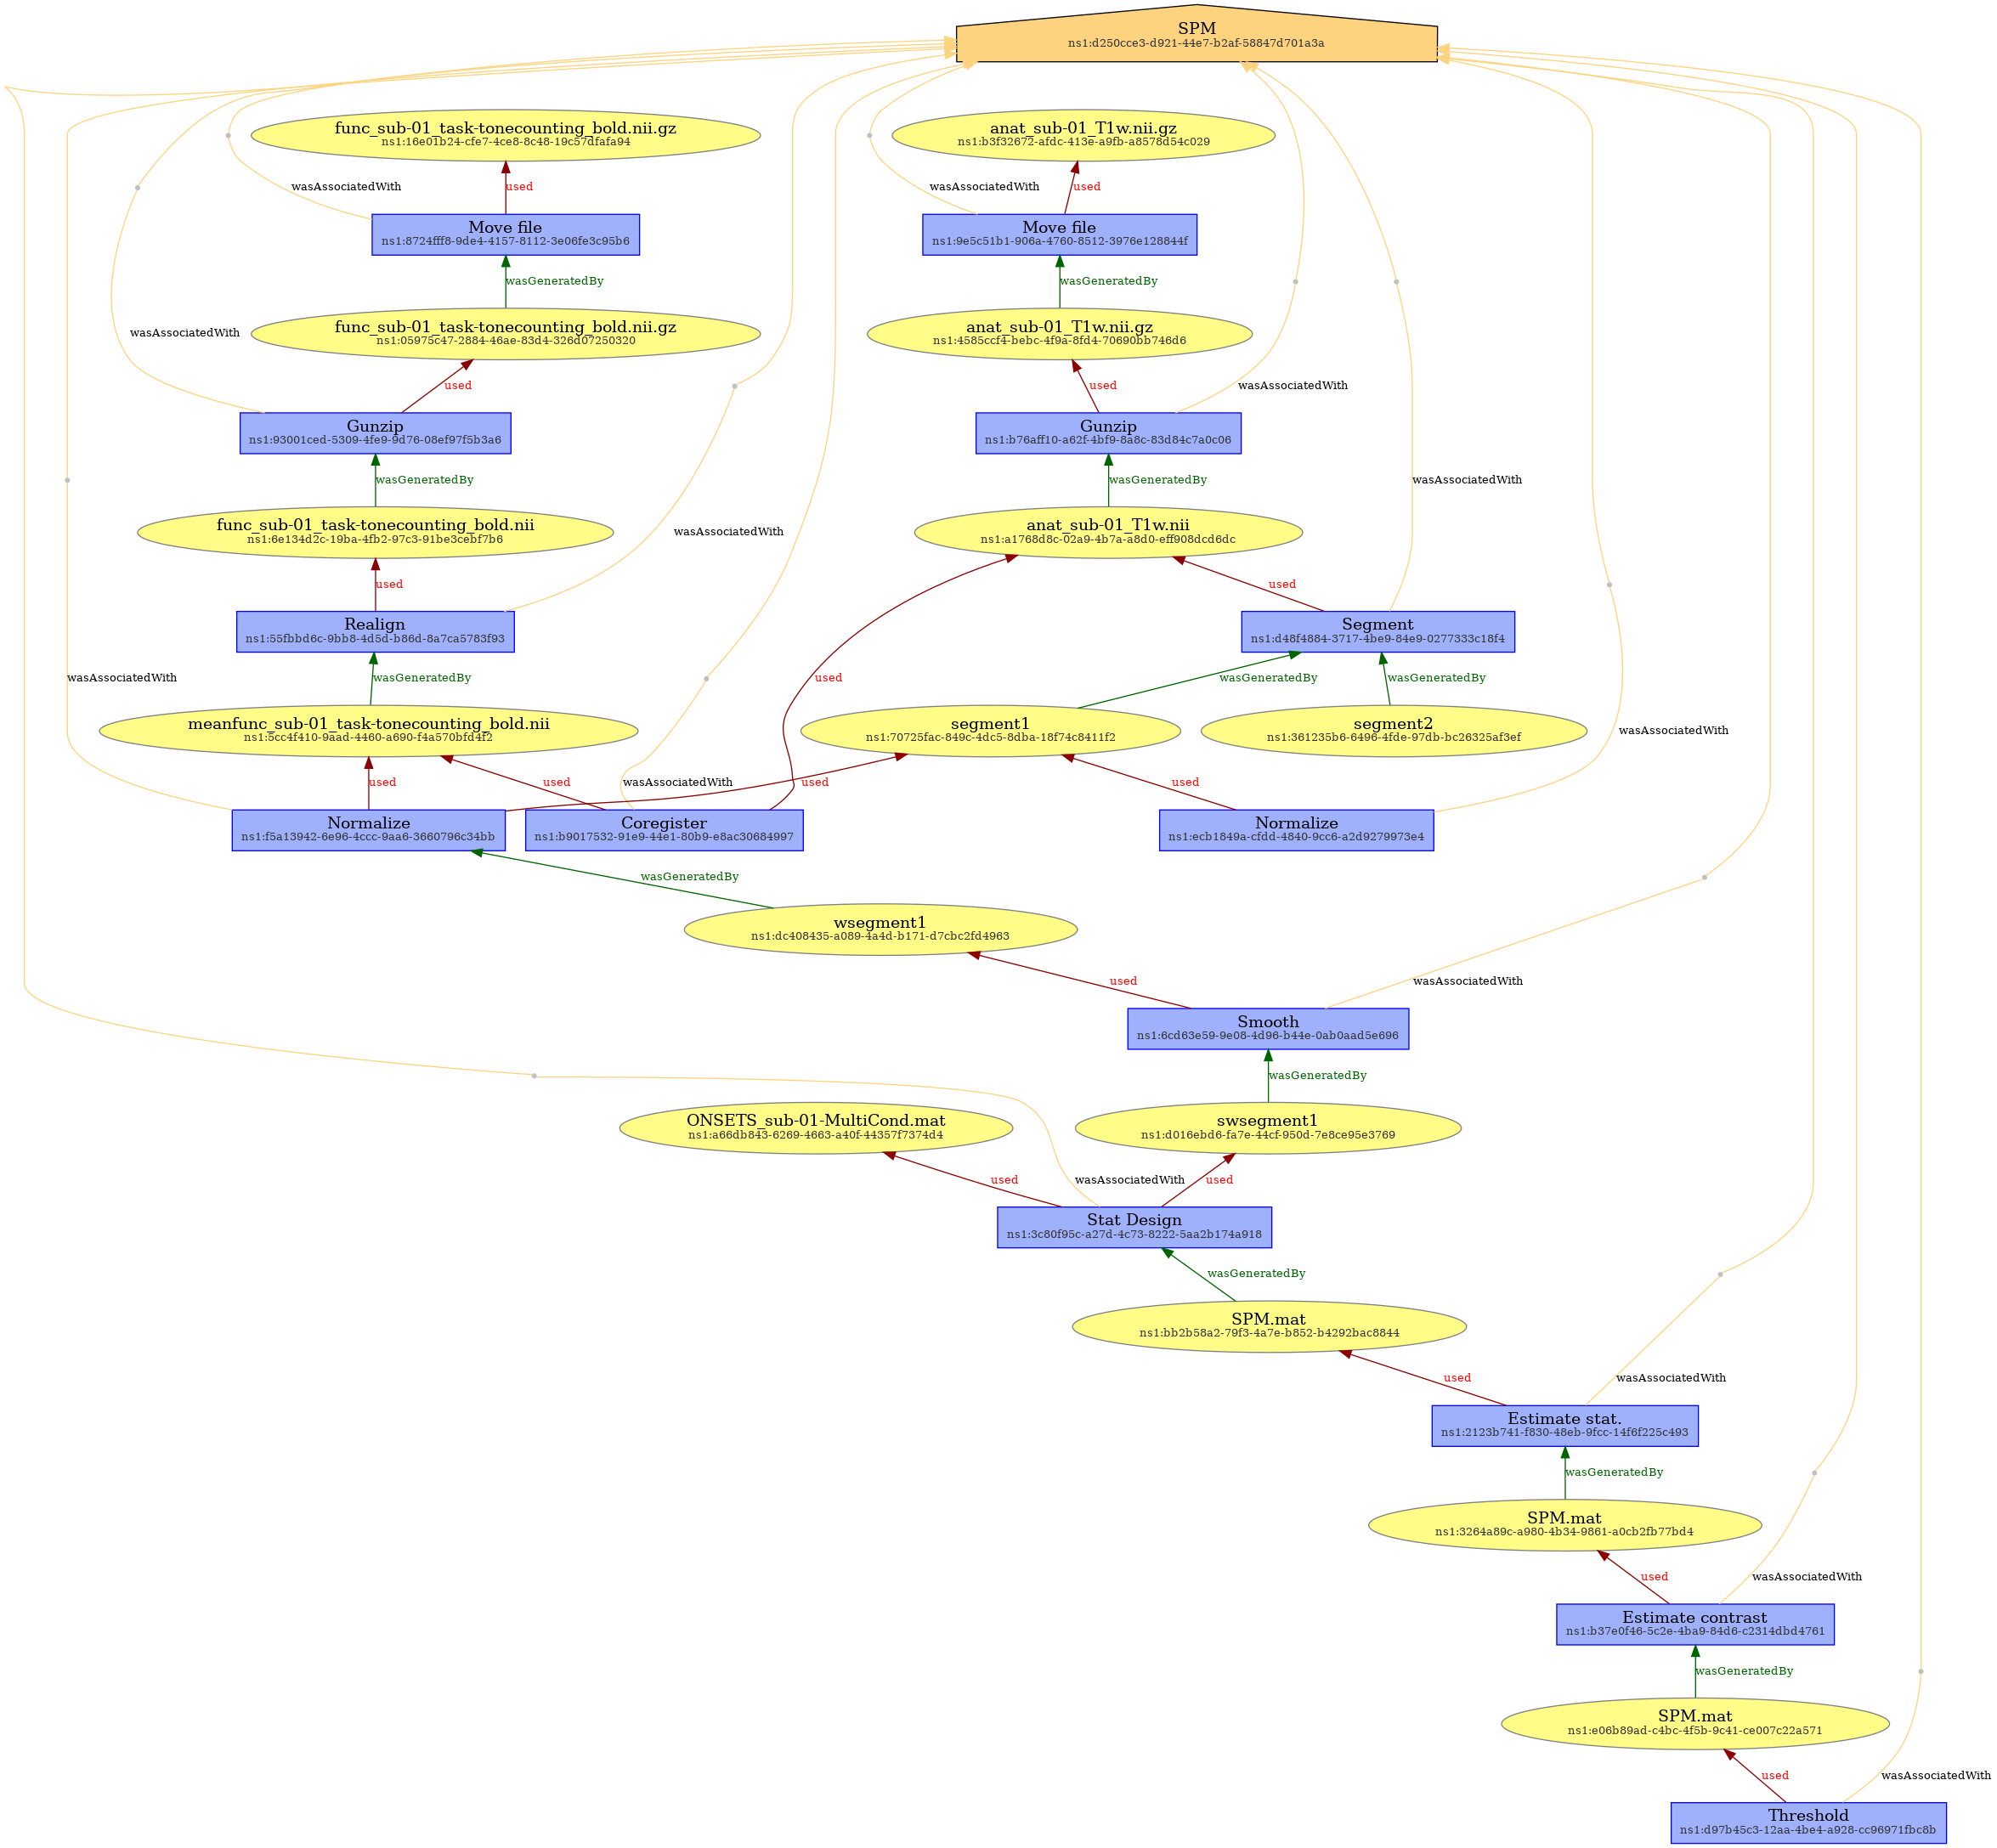 SPM
ns1:d250cce3-d921-44e7-b2af-58847d701a3a
func_sub-01_task-tonecounting_bold.nii.gz
ns1:16e01b24-cfe7-4ce8-8c48-19c57dfafa94
anat_sub-01_T1w.nii.gz
ns1:b3f32672-afdc-413e-a9fb-a8578d54c029
wasAssociatedWith
used
wasAssociatedWith
used
Move file
ns1:8724fff8-9de4-4157-8112-3e06fe3c95b6
Move file
ns1:9e5c51b1-906a-4760-8512-3976e128844f
wasGeneratedBy
wasGeneratedBy
wasAssociatedWith
func_sub-01_task-tonecounting_bold.nii.gz
ns1:05975c47-2884-46ae-83d4-326d07250320
anat_sub-01_T1w.nii.gz
ns1:4585ccf4-bebc-4f9a-8fd4-70690bb746d6
used
used
wasAssociatedWith
Gunzip
ns1:93001ced-5309-4fe9-9d76-08ef97f5b3a6
Gunzip
ns1:b76aff10-a62f-4bf9-8a8c-83d84c7a0c06
wasGeneratedBy
wasGeneratedBy
wasAssociatedWith
func_sub-01_task-tonecounting_bold.nii
ns1:6e134d2c-19ba-4fb2-97c3-91be3cebf7b6
wasAssociatedWith
anat_sub-01_T1w.nii
ns1:a1768d8c-02a9-4b7a-a8d0-eff908dcd6dc
used
used
Realign
ns1:55fbbd6c-9bb8-4d5d-b86d-8a7ca5783f93
Segment
ns1:d48f4884-3717-4be9-84e9-0277333c18f4
wasAssociatedWith
wasGeneratedBy
used
wasGeneratedBy
wasGeneratedBy
meanfunc_sub-01_task-tonecounting_bold.nii
ns1:5cc4f410-9aad-4460-a690-f4a570bfd4f2
segment1
ns1:70725fac-849c-4dc5-8dba-18f74c8411f2
segment2
ns1:361235b6-6496-4fde-97db-bc26325af3ef
wasAssociatedWith
used
used
wasAssociatedWith
used
used
Normalize
ns1:f5a13942-6e96-4ccc-9aa6-3660796c34bb
Coregister
ns1:b9017532-91e9-44e1-80b9-e8ac30684997
Normalize
ns1:ecb1849a-cfdd-4840-9cc6-a2d9279973e4
wasGeneratedBy
wsegment1
ns1:dc408435-a089-4a4d-b171-d7cbc2fd4963
used
wasAssociatedWith
Smooth
ns1:6cd63e59-9e08-4d96-b44e-0ab0aad5e696
wasGeneratedBy
ONSETS_sub-01-MultiCond.mat
ns1:a66db843-6269-4663-a40f-44357f7374d4
swsegment1
ns1:d016ebd6-fa7e-44cf-950d-7e8ce95e3769
used
wasAssociatedWith
used
Stat Design
ns1:3c80f95c-a27d-4c73-8222-5aa2b174a918
wasGeneratedBy
SPM.mat
ns1:bb2b58a2-79f3-4a7e-b852-b4292bac8844
used
wasAssociatedWith
Estimate stat.
ns1:2123b741-f830-48eb-9fcc-14f6f225c493
wasGeneratedBy
SPM.mat
ns1:3264a89c-a980-4b34-9861-a0cb2fb77bd4
used
wasAssociatedWith
Estimate contrast
ns1:b37e0f46-5c2e-4ba9-84d6-c2314dbd4761
wasGeneratedBy
SPM.mat
ns1:e06b89ad-c4bc-4f5b-9c41-ce007c22a571
used
wasAssociatedWith
Threshold
ns1:d97b45c3-12aa-4be4-a928-cc96971fbc8b